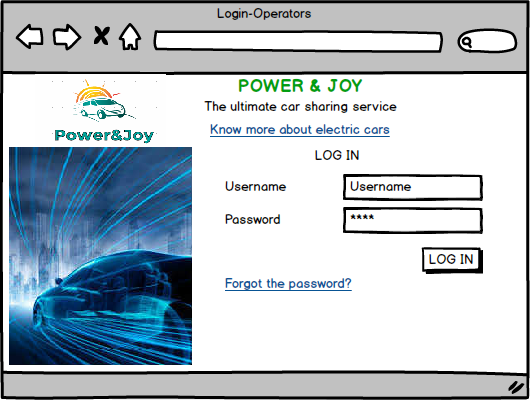 Login-Operators
POWER & JOY
Power&Joy
The ultimate car sharing service
Know more about electric cars
LOG IN
Username Username
Password ****
LOG IN
Forgot the password?